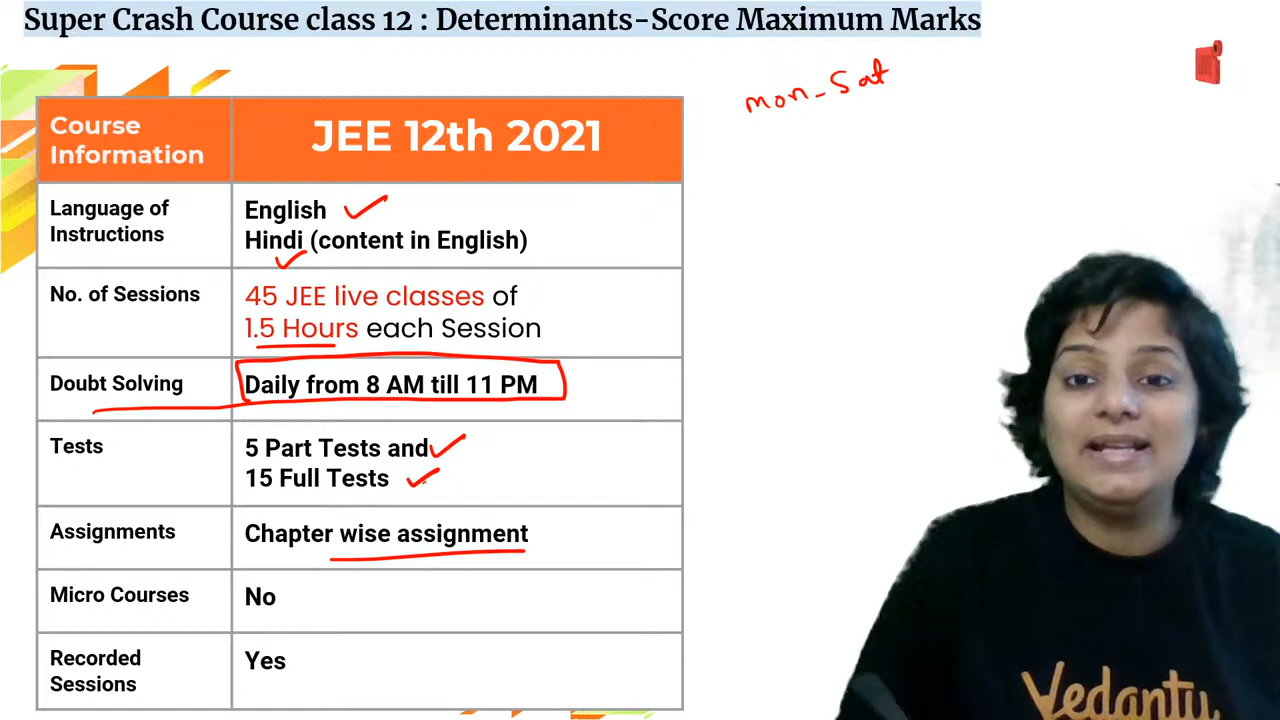 Super Crash Course class 12 : Determinants-Score Maximum Marks
mon-Sat
Course
Information
JEE 12th 2021
Language of
Instructions
English
Hindi (content in English)
No. of Sessions
45 JEE live classes of
1.5 Hours each Session
Doubt Solving
Daily from 8 AM till 11 PM
Tests
5 Part Tests and
15 Full Tests
Assignments
Chapter wise assignment
Micro Courses
No
Recorded
Sessions
Yes
Vedantu